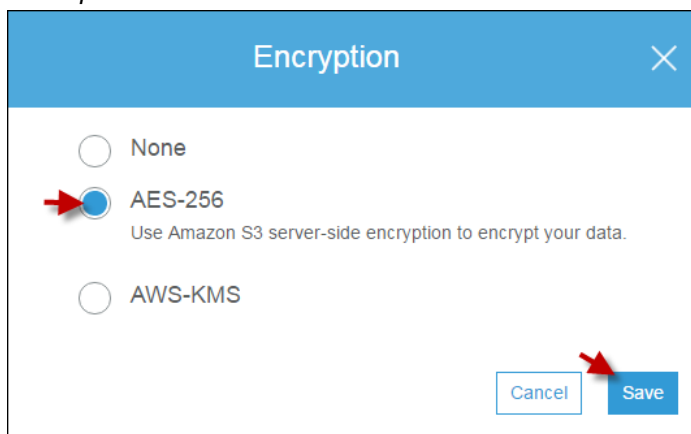 Encryption
None
AES-256
Use Amazon S3 server-side encryption to encrypt your data.
AWS-KMS
Cancel
Save